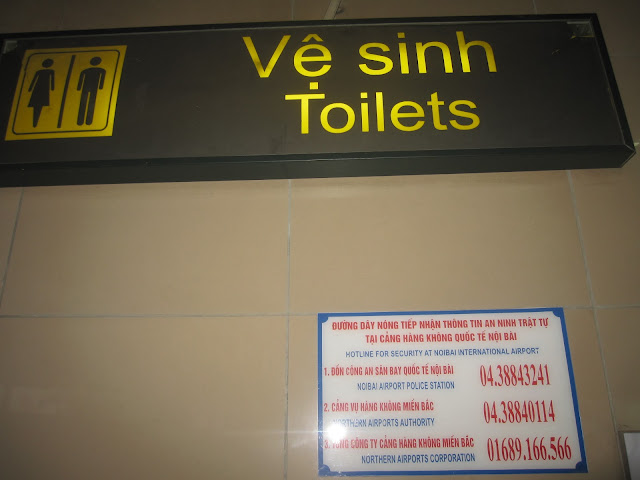 Vệ sinh
Toilets
ĐƯỜNG DÂY NÓNG TIẾP NHẬN THÔNG TIN AN NINH TRẬT TỰ
TẠI CẢNG HÀNG KHÔNG QUỐC TẾ NỘI BÀI
HOTLINE FOR SECURITY AT NOIBAI INTERNATIONAL AIRPORT
1. ĐỒN CÔNG AN SÂN BAY QUỐC TẾ NỘI BÀI
NOIBAI AIRPORT POLICE STATION 04.38843241
2. CẢNG VỤ HÀNG KHÔNG MIỀN BẮC
NORTHERN AIRPORTS AUTHORITY 04.38840114
3. TỔNG CÔNG TY CẢNG HÀNG KHÔNG MIỀN BẮC
NORTHERN AIRPORTS CORPORATION 01689.166.566